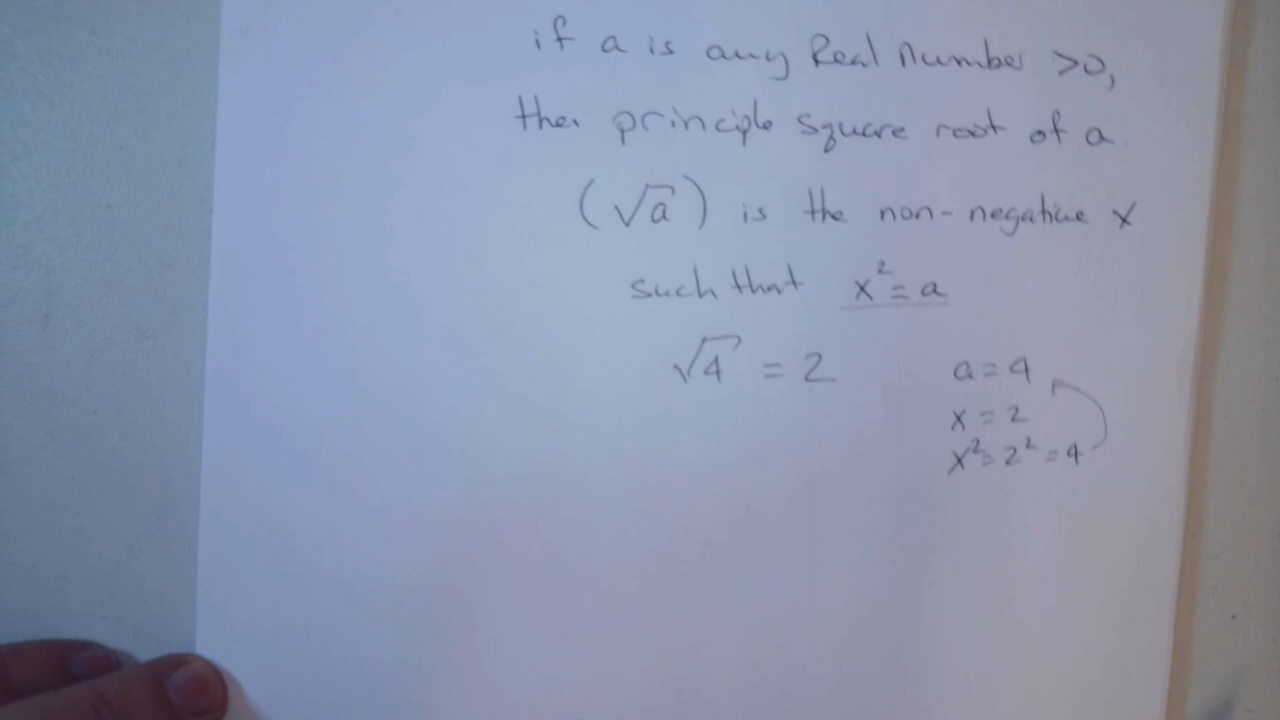 if a is any Real Number >0,
the principle square root of a
(√a) is the non-negative x
such that x²=a
√4 = 2
a=4
x=2
x²=2²=4